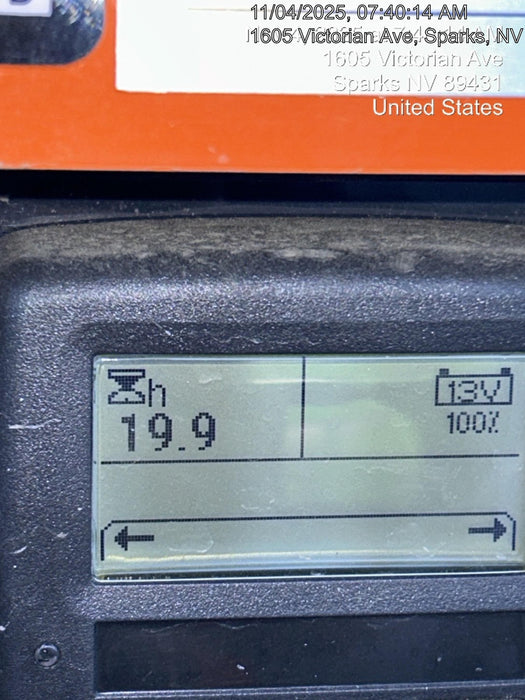 11/04/2025, 07:40:14 AM
1605 Victorian Ave, Sparks, NV
1605 Victorian Ave
Sparks NV 89431
United States
h
13V
19.9
100%